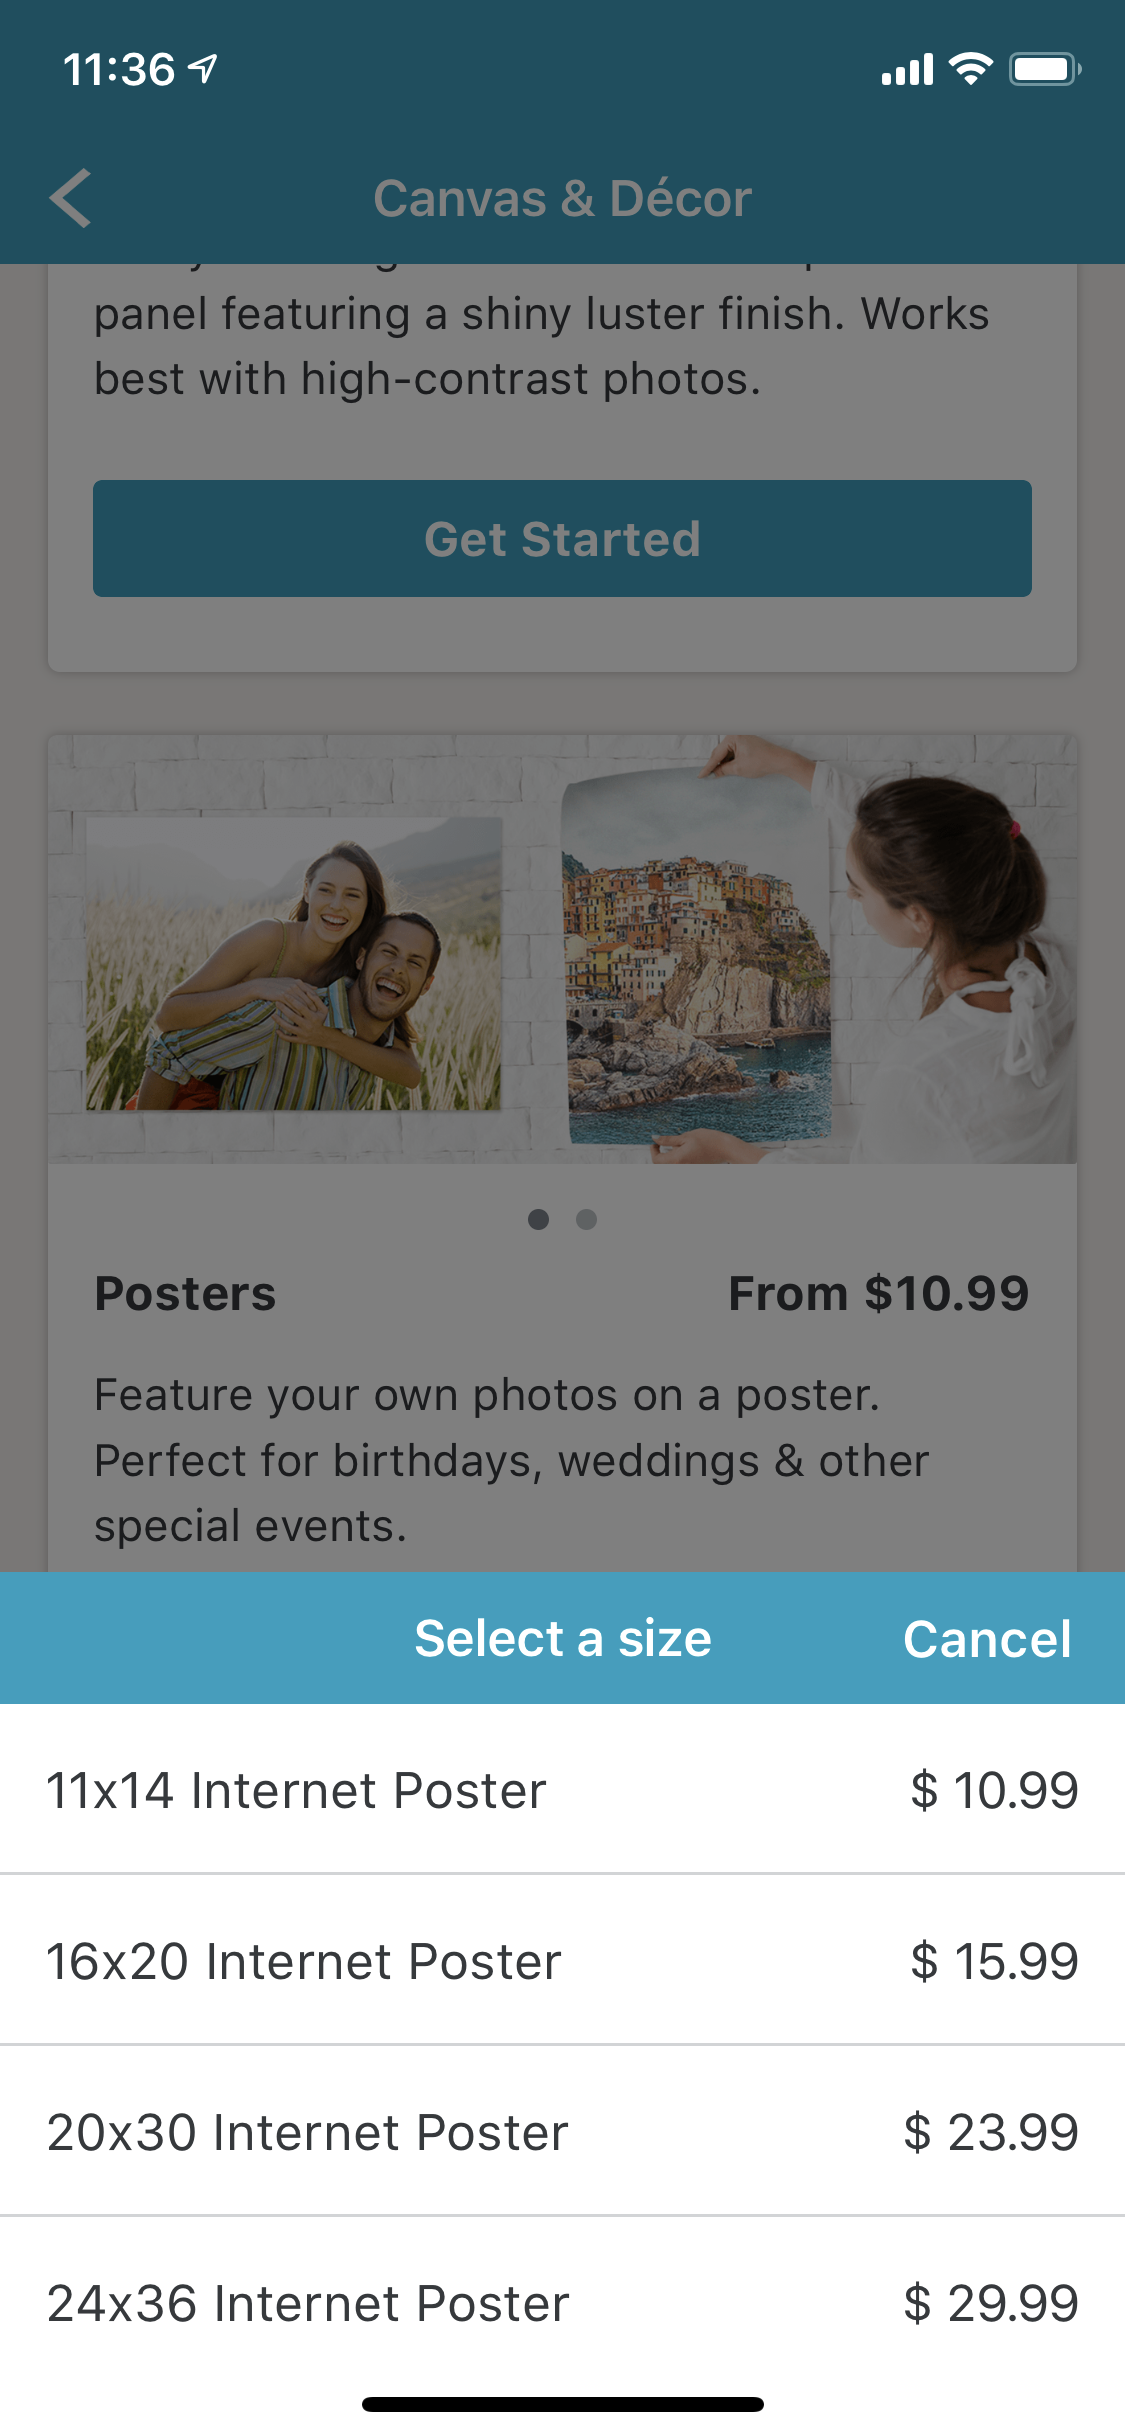 11:36
Canvas & Décor
panel featuring a shiny luster finish. Works
best with high-contrast photos.
Get Started
Posters
From $10.99
Feature your own photos on a poster.
Perfect for birthdays, weddings & other
special events.
Select a size
Cancel
11x14 Internet Poster
$ 10.99
16x20 Internet Poster
$ 15.99
20x30 Internet Poster
$ 23.99
24x36 Internet Poster
$ 29.99